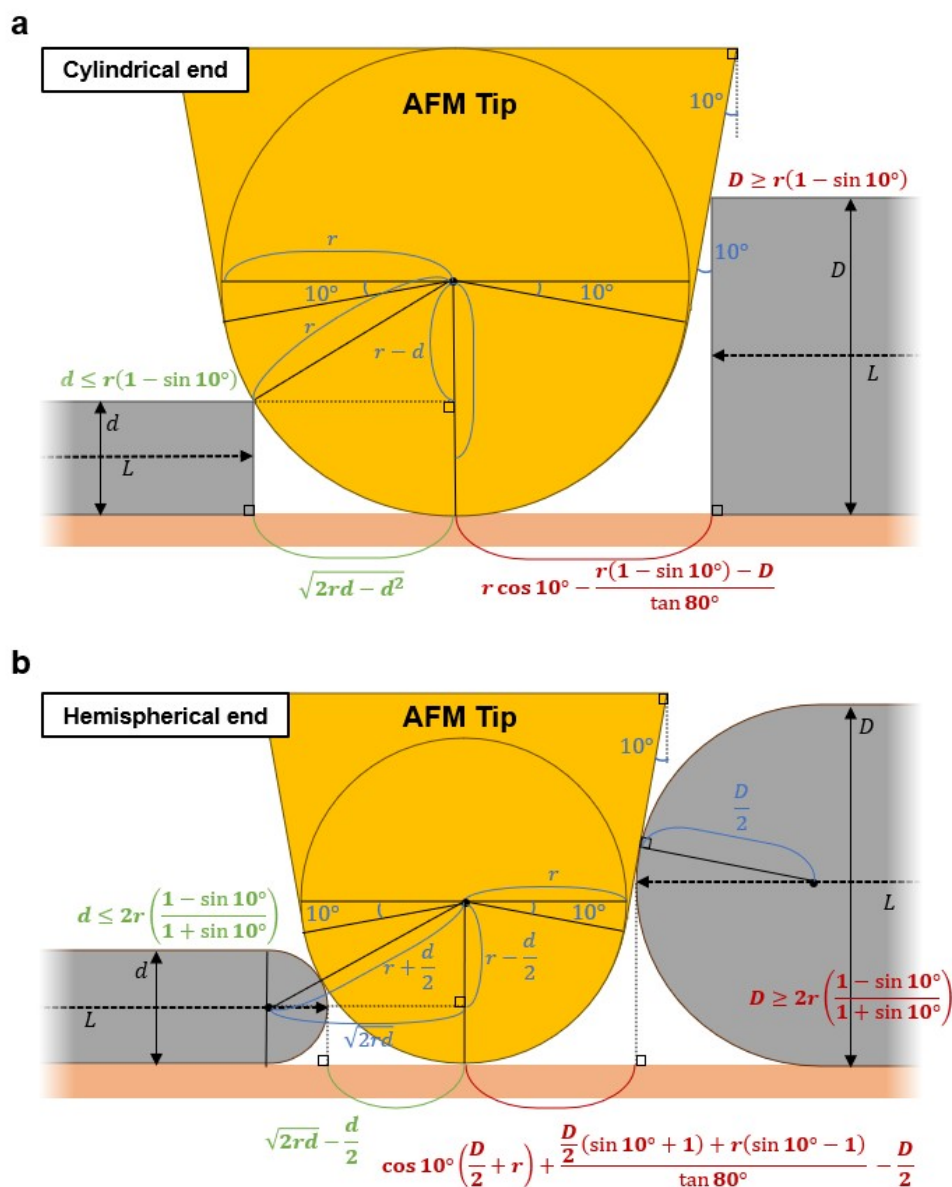 a
Cylindrical end
AFM Tip
10°
D ≥ r(1 − sin 10°)
r
10°
10°
10°
D
r
r − d
d ≤ r(1 − sin 10°)
L
d
L
√(2rd − d²)
r cos 10° − (r(1 − sin 10°) − D)/(tan 80°)
b
Hemispherical end
AFM Tip
D
10°
D/2
r
d ≤ 2r((1 − sin 10°)/(1 + sin 10°))
10°
10°
L
d
r + d/2
r − d/2
D ≥ 2r((1 − sin 10°)/(1 + sin 10°))
L
√(2rd)
√(2rd) − d/2
cos 10° (D/2 + r) + (D/2 (sin 10° + 1) + r(sin 10° − 1))/(tan 80°) − D/2